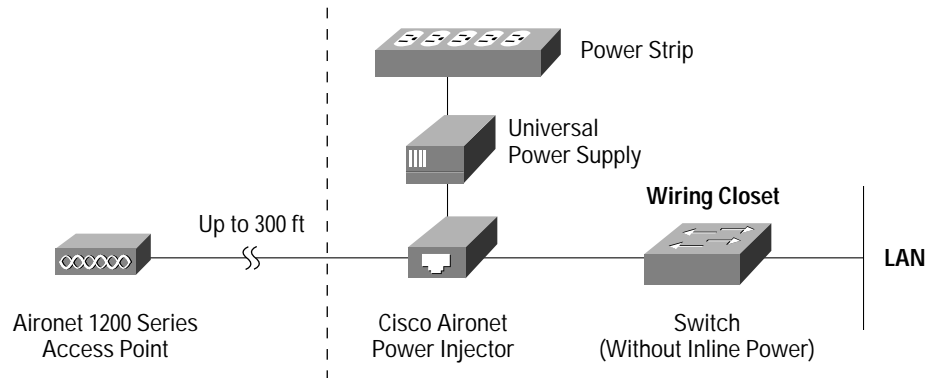 Power Strip
Universal
Power Supply
Wiring Closet
Up to 300 ft
LAN
Aironet 1200 Series
Access Point
Cisco Aironet
Power Injector
Switch
(Without Inline Power)